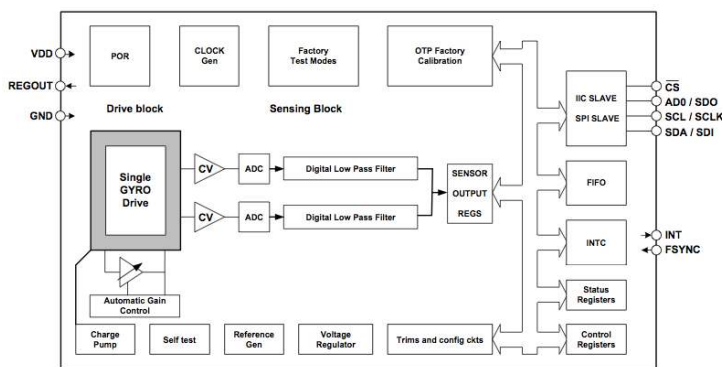 VDD
REGOUT
GND
POR
CLOCK
Gen
Factory
Test Modes
OTP Factory
Calibration
Drive block
Sensing Block
IIC SLAVE
SPI SLAVE
CS
AD0 / SDO
SCL / SCLK
SDA / SDI
Single
GYRO
Drive
CV
ADC
Digital Low Pass Filter
CV
ADC
Digital Low Pass Filter
SENSOR
OUTPUT
REGS
FIFO
INTC
INT
FSYNC
Automatic Gain
Control
Status
Registers
Charge
Pump
Self test
Reference
Gen
Voltage
Regulator
Trims and config ckts
Control
Registers